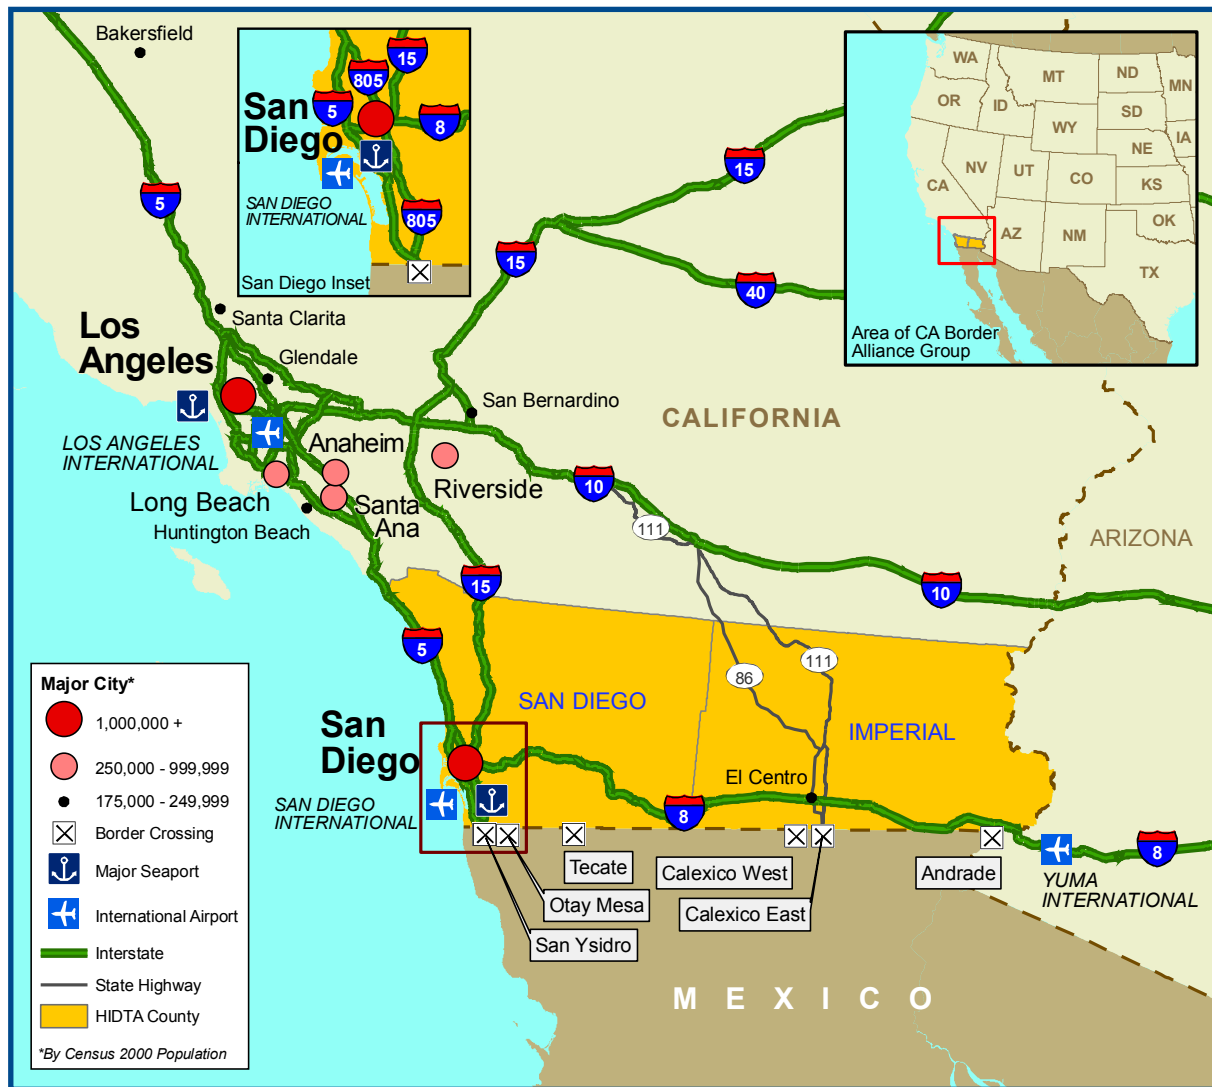 Bakersfield
5
15
805
San
Diego
5
8
SAN DIEGO
INTERNATIONAL
805
San Diego Inset
WA
MT
ND
MN
OR
ID
SD
WY
IA
NE
NV
UT
CA
CO
KS
OK
AZ
NM
TX
Area of CA Border
Alliance Group
15
15
40
Santa Clarita
Los
Angeles
Glendale
San Bernardino
CALIFORNIA
LOS ANGELES
INTERNATIONAL
Anaheim
Riverside
Long Beach
Santa
Ana
Huntington Beach
10
111
ARIZONA
15
10
5
111
86
SAN DIEGO
IMPERIAL
San
Diego
El Centro
SAN DIEGO
INTERNATIONAL
8
8
Tecate
Calexico West
Andrade
YUMA
INTERNATIONAL
Otay Mesa
Calexico East
San Ysidro
MEXICO
Major City*
1,000,000 +
250,000 - 999,999
175,000 - 249,999
Border Crossing
Major Seaport
International Airport
Interstate
State Highway
HIDTA County
*By Census 2000 Population